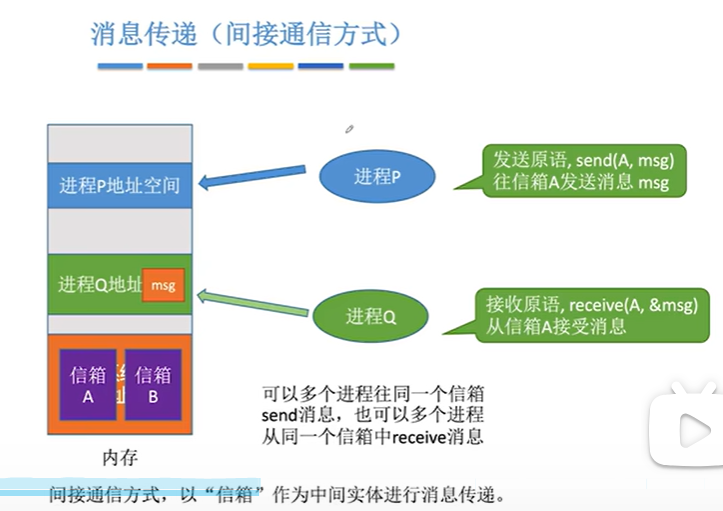 消息传递（间接通信方式）
进程P地址空间
进程P
发送原语, send(A, msg)
往信箱A发送消息 msg
进程Q地址
msg
进程Q
接收原语, receive(A, &msg)
从信箱A接受消息
信箱
A
信箱
B
可以多个进程往同一个信箱
send消息，也可以多个进程
从同一个信箱中receive消息
内存
间接通信方式，以“信箱”作为中间实体进行消息传递。